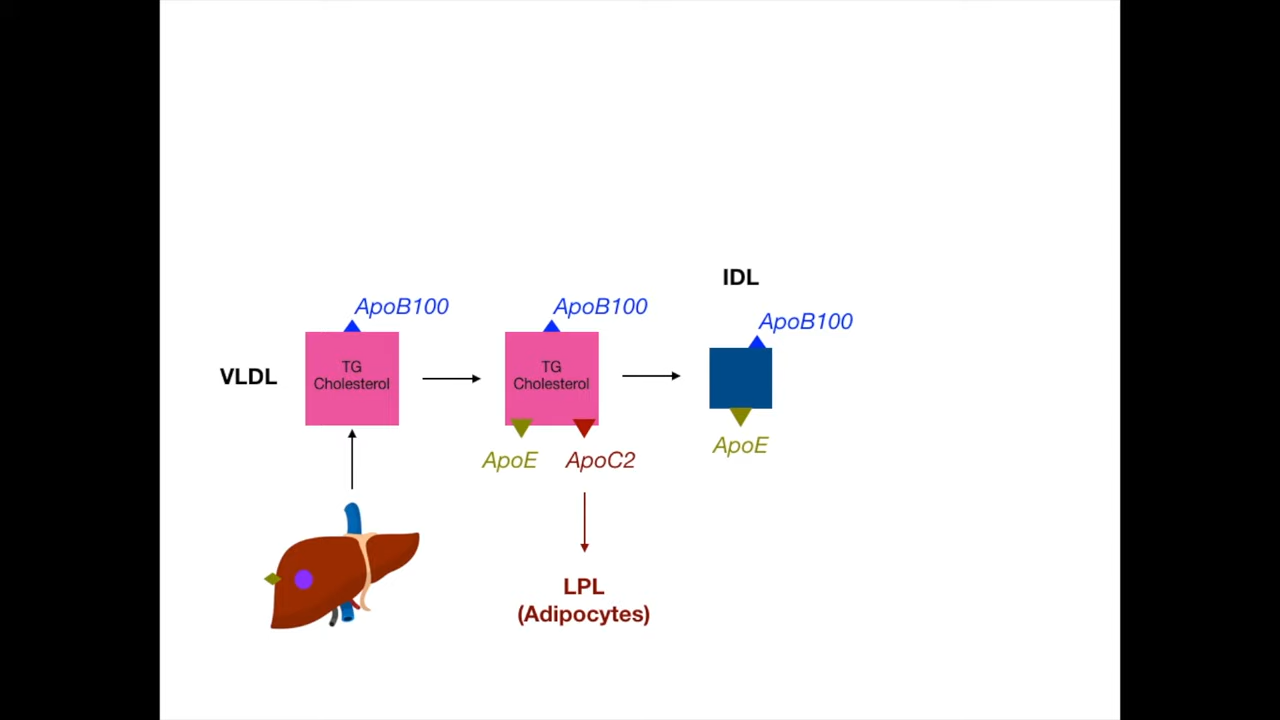 IDL
ApoB100
ApoB100
ApoB100
VLDL
TG
Cholesterol
TG
Cholesterol
ApoE
ApoE
ApoC2
LPL
(Adipocytes)